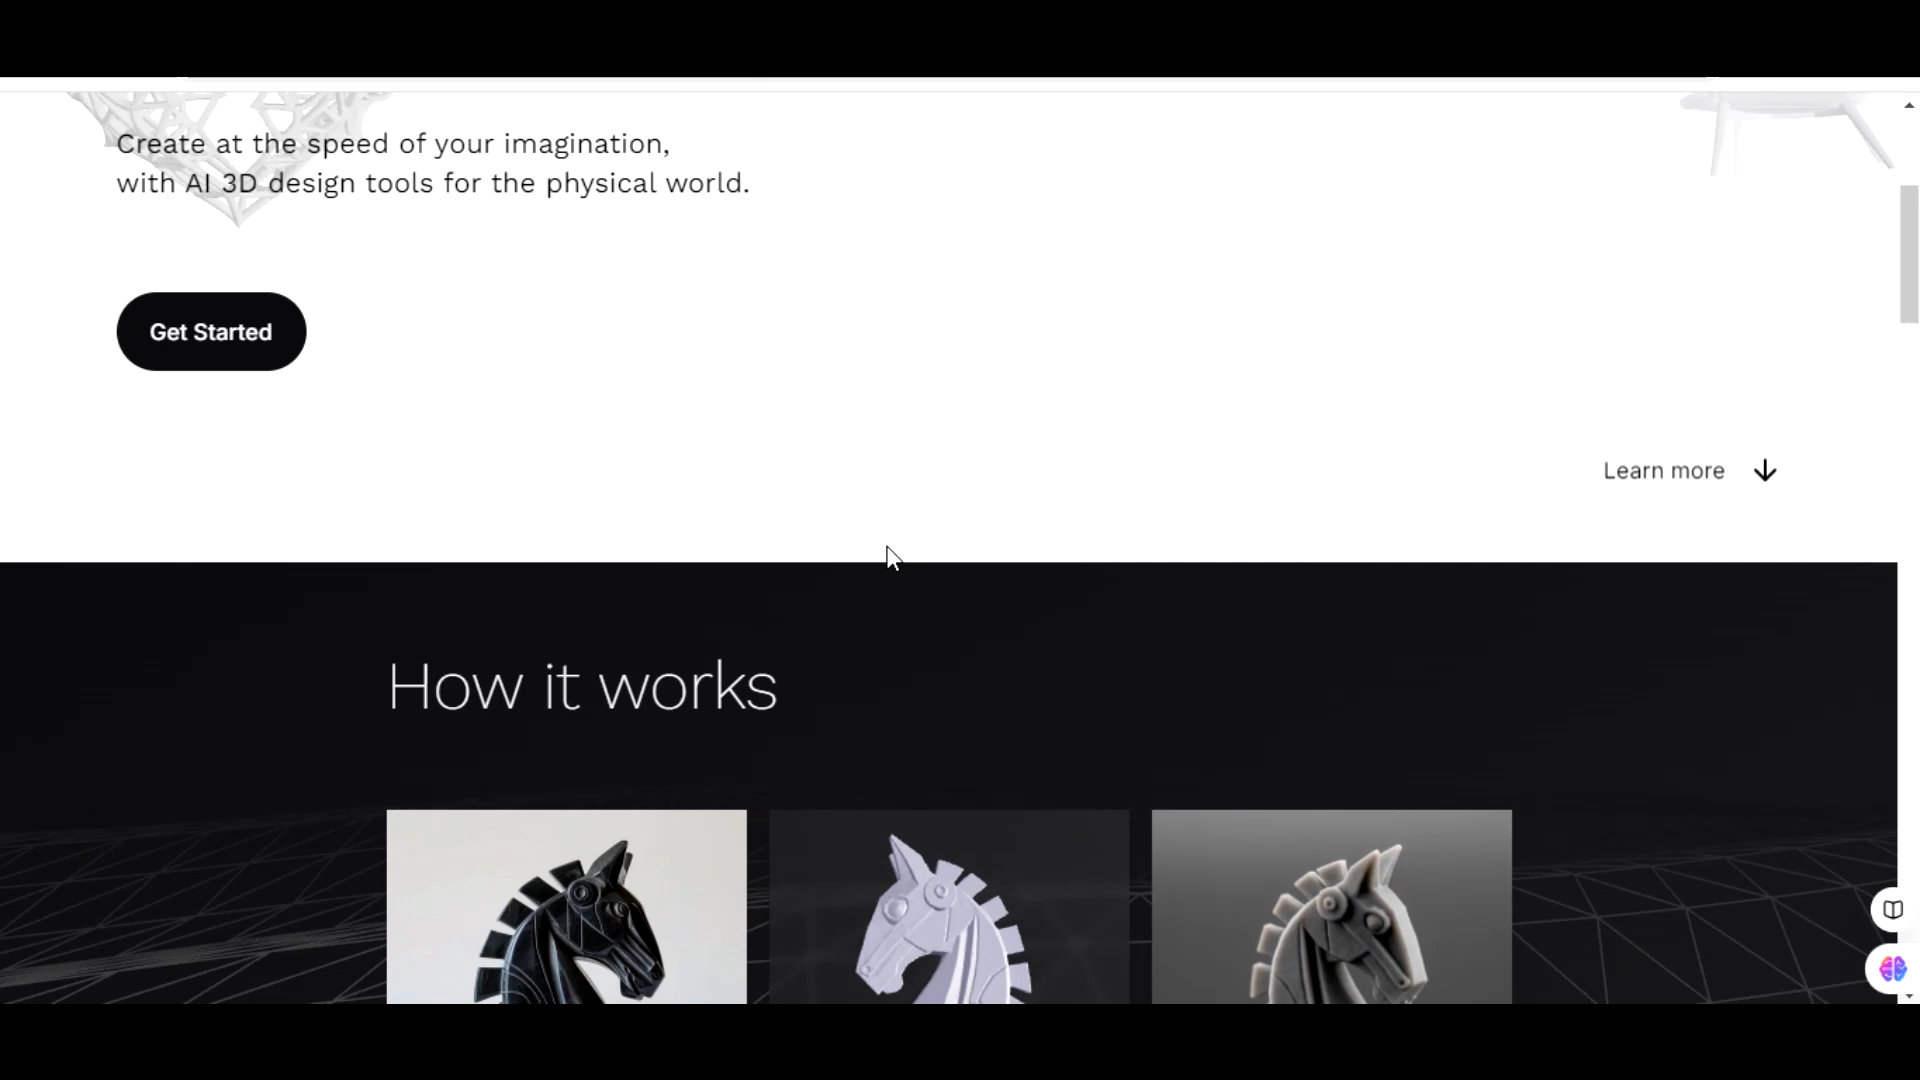 Create at the speed of your imagination,
with AI 3D design tools for the physical world.
Get Started
Learn more
How it works